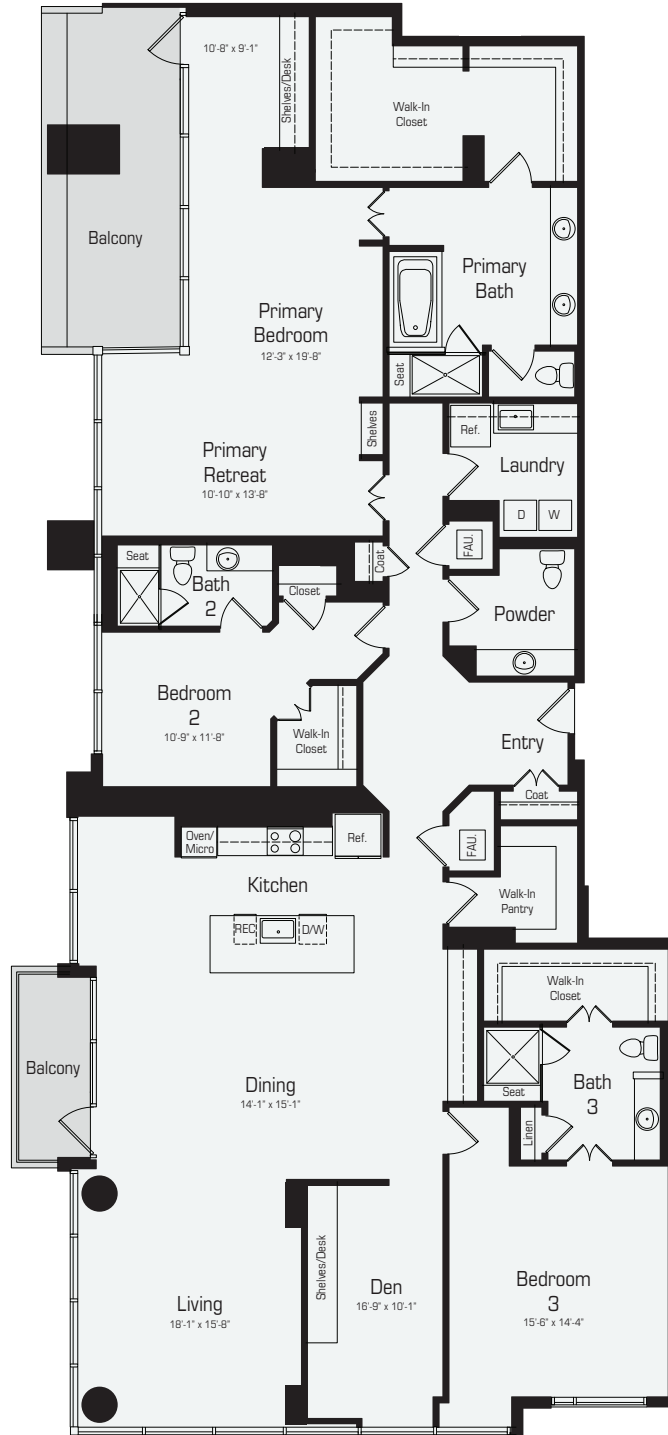 10'-8" x 9'-1"
Shelves/Desk
Walk-In
Closet
Balcony
Primary
Bath
Primary
Bedroom
12'-3" x 19'-8"
Seat
Shelves
Ref.
Laundry
Primary
Retreat
10'-10" x 13'-8"
D
W
FAU.
Seat
Bath
2
Closet
Coat
Powder
Bedroom
2
10'-9" x 11'-8"
Walk-In
Closet
Entry
Coat
Oven/
Micro
Ref.
FAU.
Kitchen
Walk-In
Pantry
REC
D/W
Walk-In
Closet
Balcony
Dining
14'-1" x 15'-1"
Seat
Bath
3
Linen
Living
18'-1" x 15'-8"
Shelves/Desk
Den
16'-9" x 10'-1"
Bedroom
3
15'-6" x 14'-4"